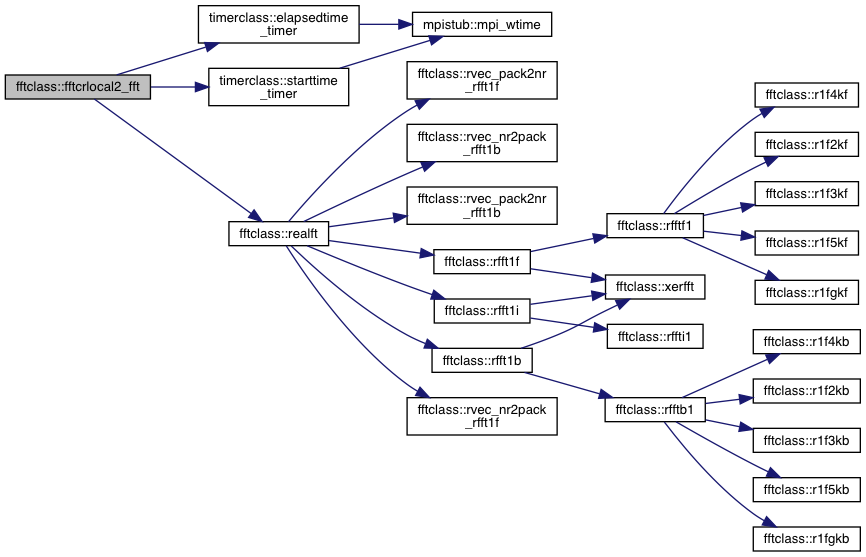 fftclass::fftcrlocal2_fft
timerclass::elapsedtime
_timer
timerclass::starttime
_timer
fftclass::realft
mpistub::mpi_wtime
fftclass::rvec_pack2nr
_rfft1f
fftclass::rvec_nr2pack
_rfft1b
fftclass::rvec_pack2nr
_rfft1b
fftclass::rfft1f
fftclass::rfft1i
fftclass::rfft1b
fftclass::rvec_nr2pack
_rfft1f
fftclass::rfftf1
fftclass::xerfft
fftclass::rffti1
fftclass::rfftb1
fftclass::r1f4kf
fftclass::r1f2kf
fftclass::r1f3kf
fftclass::r1f5kf
fftclass::r1fgkf
fftclass::r1f4kb
fftclass::r1f2kb
fftclass::r1f3kb
fftclass::r1f5kb
fftclass::r1fgkb